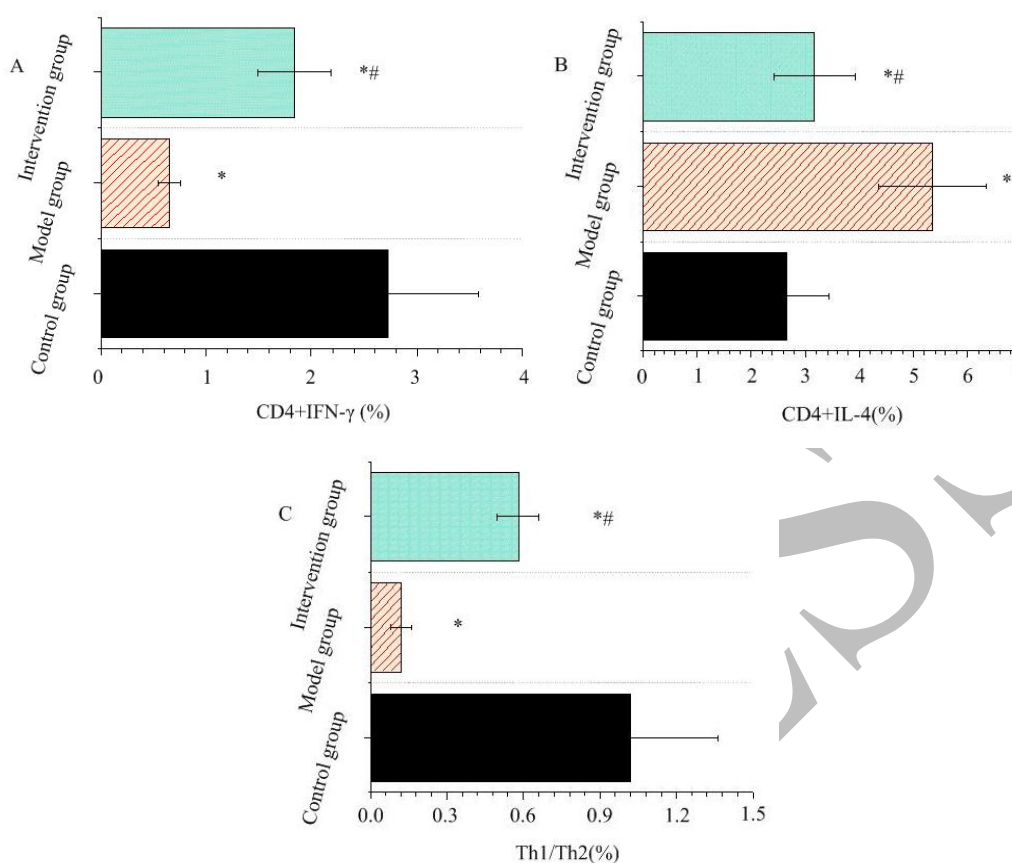 A
Intervention group
*#
Model group
*
Control group
0 1 2 3 4
CD4+IFN-γ (%)
B
Intervention group
*#
Model group
*
Control group
0 1 2 3 4 5 6
CD4+IL-4(%)
C
Intervention group
*#
Model group
*
Control group
0.0 0.3 0.6 0.9 1.2 1.5
Th1/Th2(%)